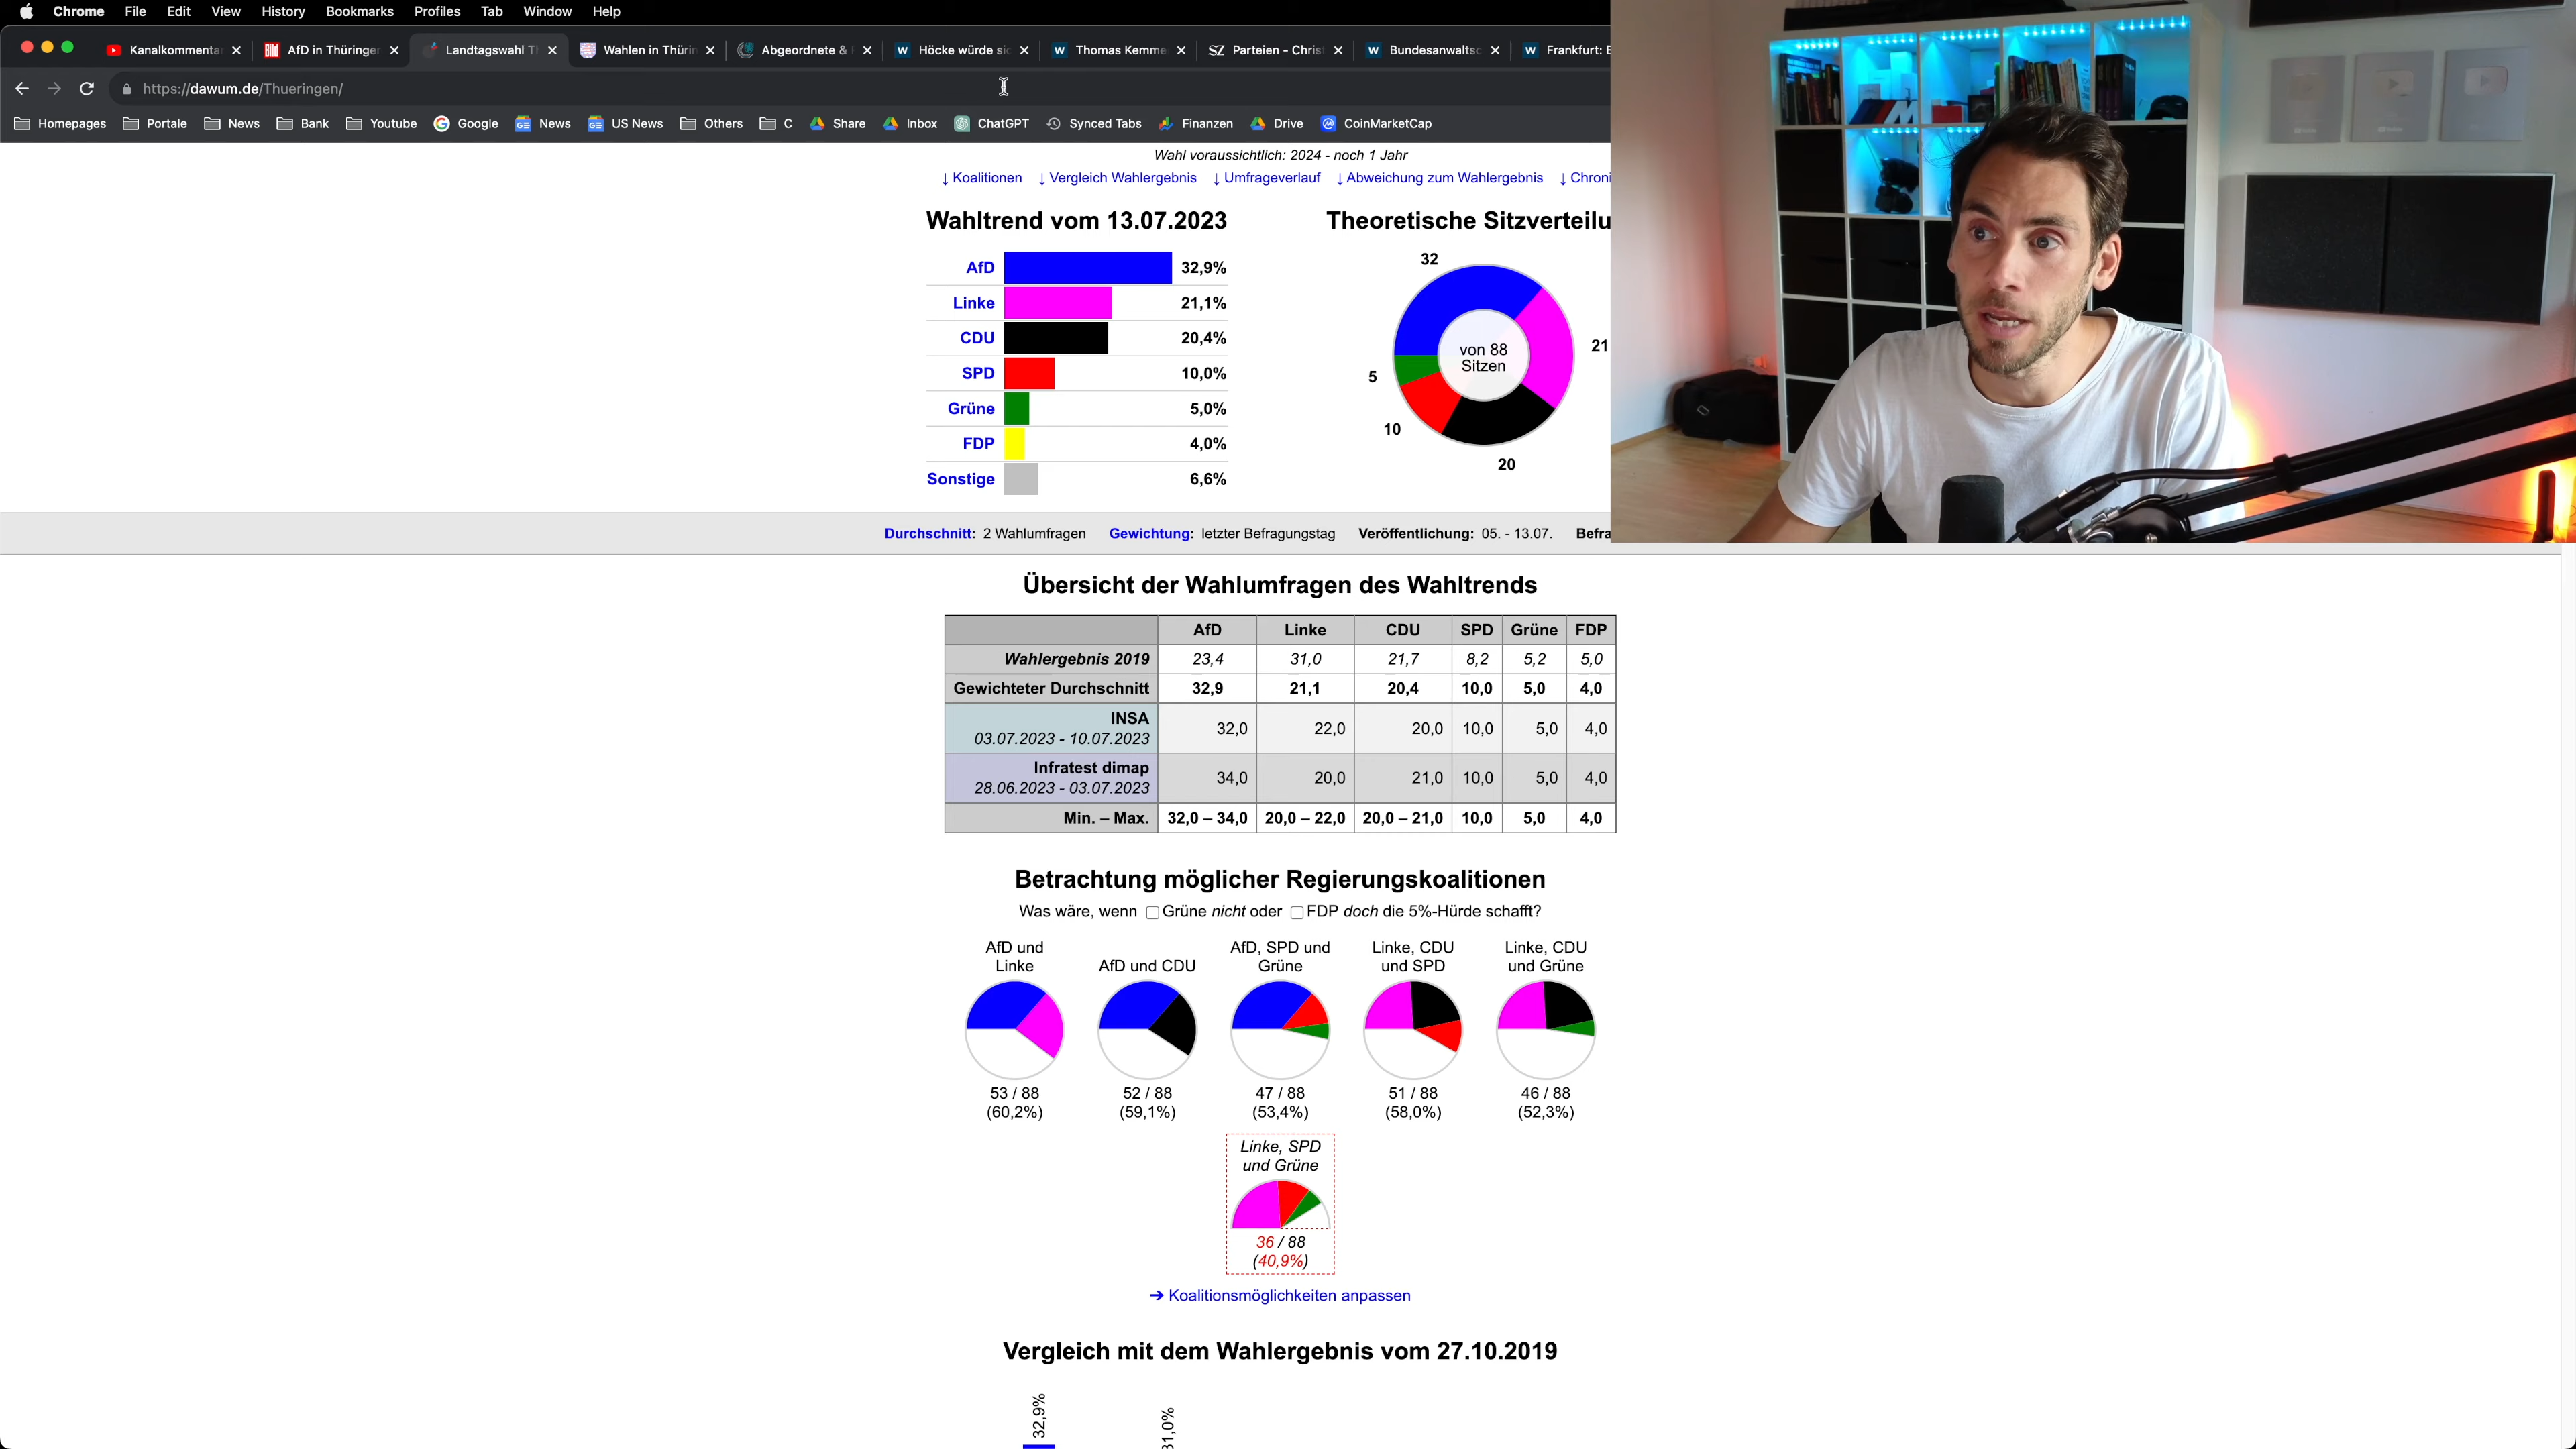 Chrome File Edit View History Bookmarks Profiles Tab Window Help
Kanalkommenta AfD in Thüringen Landtagswahl T Wahlen in Thürin Abgeordnete & Höcke würde sic Thomas Kemme Parteien - Christ Bundesanwaltsc Frankfurt: E
https://dawum.de/Thueringen/
Homepages Portale News Bank Youtube Google News US News Others C Share Inbox ChatGPT Synced Tabs Finanzen Drive CoinMarketCap
Wahl voraussichtlich: 2024 - noch 1 Jahr
↓ Koalitionen ↓ Vergleich Wahlergebnis ↓ Umfrageverlauf ↓ Abweichung zum Wahlergebnis ↓ Chroni
Wahltrend vom 13.07.2023
AfD 32,9%
Linke 21,1%
CDU 20,4%
SPD 10,0%
Grüne 5,0%
FDP 4,0%
Sonstige 6,6%
Theoretische Sitzverteilu
32
21
5
von 88
Sitzen
10
20
Durchschnitt: 2 Wahlumfragen Gewichtung: letzter Befragungstag Veröffentlichung: 05. - 13.07. Befra
Übersicht der Wahlumfragen des Wahltrends
AfD Linke CDU SPD Grüne FDP
Wahlergebnis 2019 23,4 31,0 21,7 8,2 5,2 5,0
Gewichteter Durchschnitt 32,9 21,1 20,4 10,0 5,0 4,0
INSA
03.07.2023 - 10.07.2023 32,0 22,0 20,0 10,0 5,0 4,0
Infratest dimap
28.06.2023 - 03.07.2023 34,0 20,0 21,0 10,0 5,0 4,0
Min. – Max. 32,0 – 34,0 20,0 – 22,0 20,0 – 21,0 10,0 5,0 4,0
Betrachtung möglicher Regierungskoalitionen
Was wäre, wenn Grüne nicht oder FDP doch die 5%-Hürde schafft?
AfD und
Linke
53 / 88
(60,2%)
AfD und CDU
52 / 88
(59,1%)
AfD, SPD und
Grüne
47 / 88
(53,4%)
Linke, CDU
und SPD
51 / 88
(58,0%)
Linke, CDU
und Grüne
46 / 88
(52,3%)
Linke, SPD
und Grüne
36 / 88
(40,9%)
➔ Koalitionsmöglichkeiten anpassen
Vergleich mit dem Wahlergebnis vom 27.10.2019
32,9%
31,0%